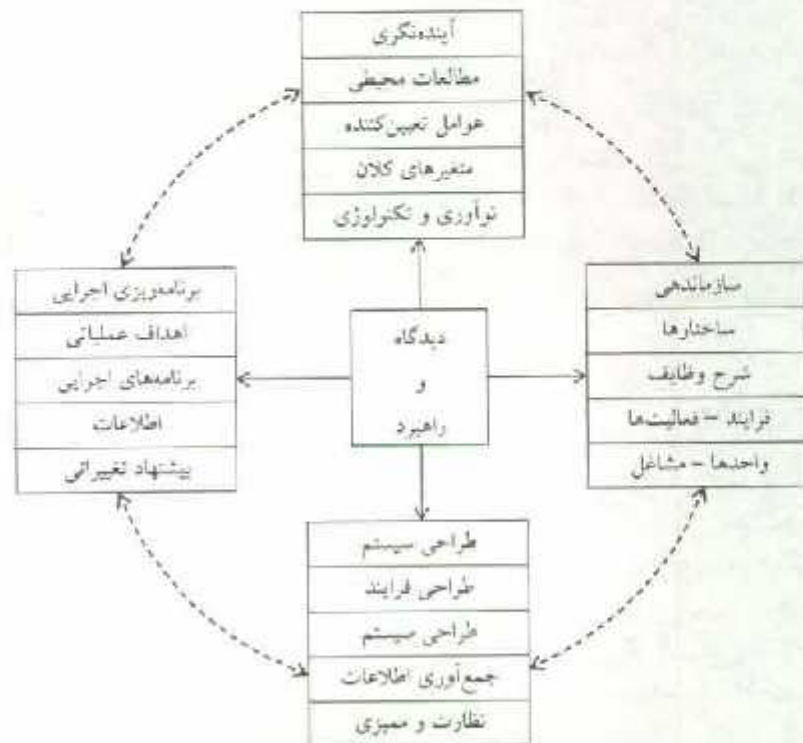 آینده‌نگری
مطالعات محیطی
عوامل تعیین‌کننده
متغیرهای کلان
نوآوری و تکنولوژی
سازماندهی
ساختارها
شرح وظایف
فرایند – فعالیت‌ها
واحدها – مشاغل
دیدگاه
و
راهبرد
برنامه‌ریزی اجرایی
اهداف عملیاتی
برنامه‌های اجرایی
اطلاعات
پیشنهاد تغییراتی
طراحی سیستم
طراحی فرایند
طراحی سیستم
جمع‌آوری اطلاعات
نظارت و ممیزی